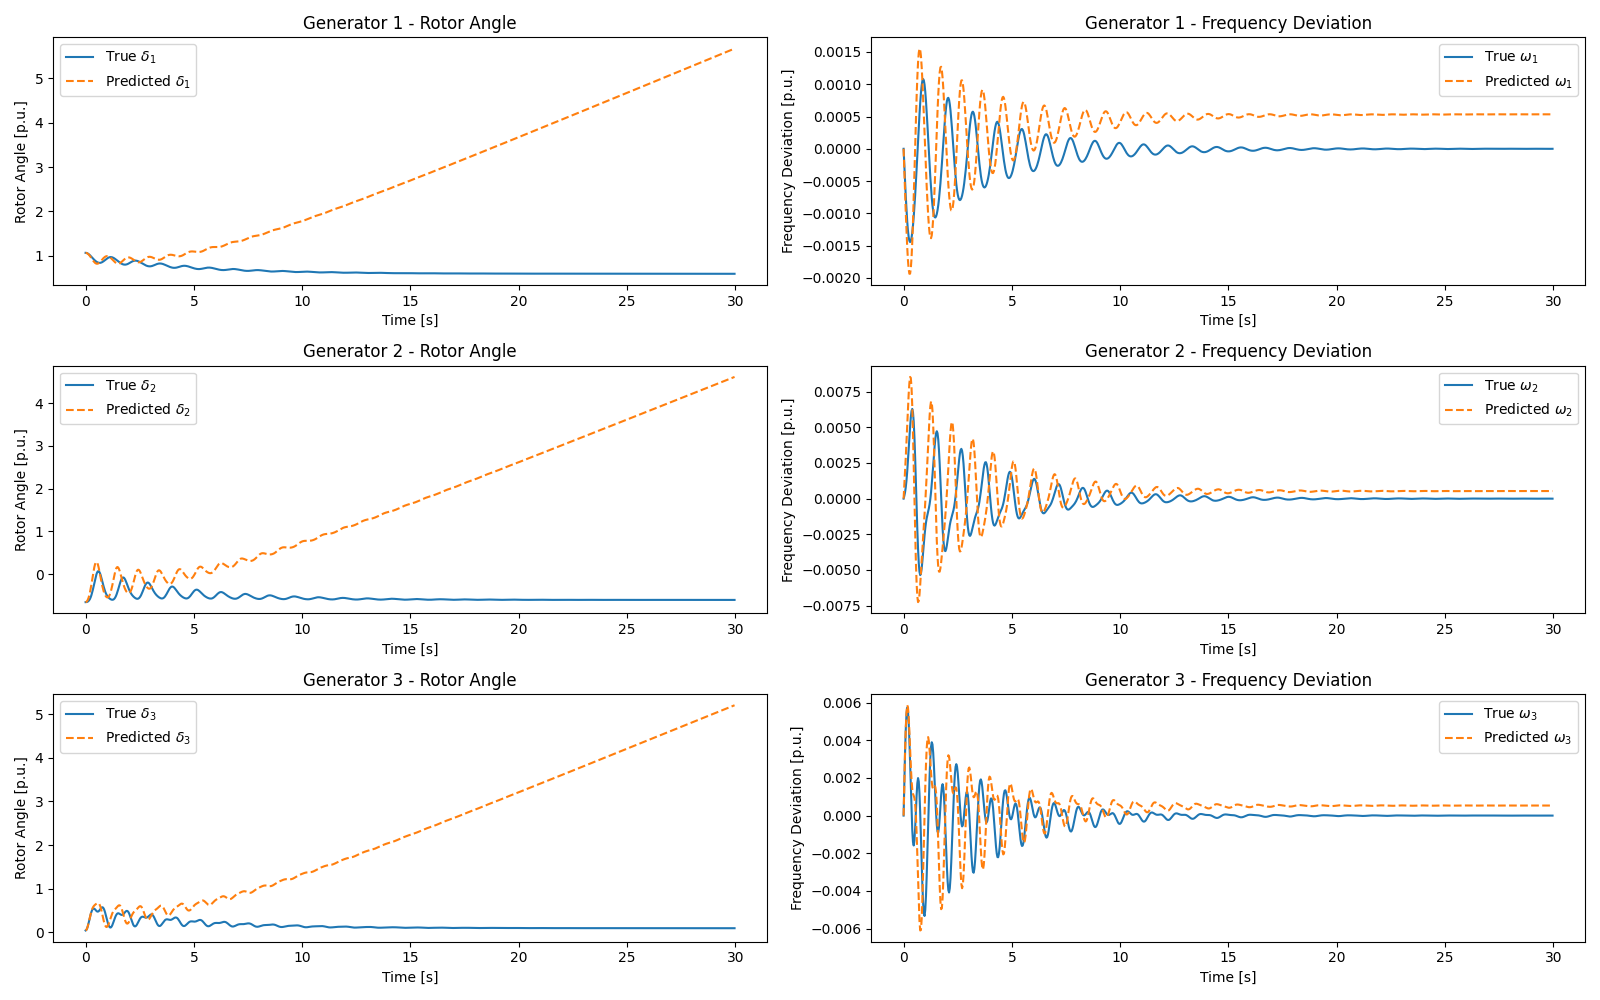 Generator 1 - Rotor Angle
True δ1
Predicted δ1
Rotor Angle [p.u.]
5
4
3
2
1
0 5 10 15 20 25 30
Time [s]
Generator 1 - Frequency Deviation
True ω1
Predicted ω1
Frequency Deviation [p.u.]
0.0015
0.0010
0.0005
0.0000
−0.0005
−0.0010
−0.0015
−0.0020
0 5 10 15 20 25 30
Time [s]
Generator 2 - Rotor Angle
True δ2
Predicted δ2
Rotor Angle [p.u.]
4
3
2
1
0
0 5 10 15 20 25 30
Time [s]
Generator 2 - Frequency Deviation
True ω2
Predicted ω2
Frequency Deviation [p.u.]
0.0075
0.0050
0.0025
0.0000
−0.0025
−0.0050
−0.0075
0 5 10 15 20 25 30
Time [s]
Generator 3 - Rotor Angle
True δ3
Predicted δ3
Rotor Angle [p.u.]
5
4
3
2
1
0
0 5 10 15 20 25 30
Time [s]
Generator 3 - Frequency Deviation
True ω3
Predicted ω3
Frequency Deviation [p.u.]
0.006
0.004
0.002
0.000
−0.002
−0.004
−0.006
0 5 10 15 20 25 30
Time [s]